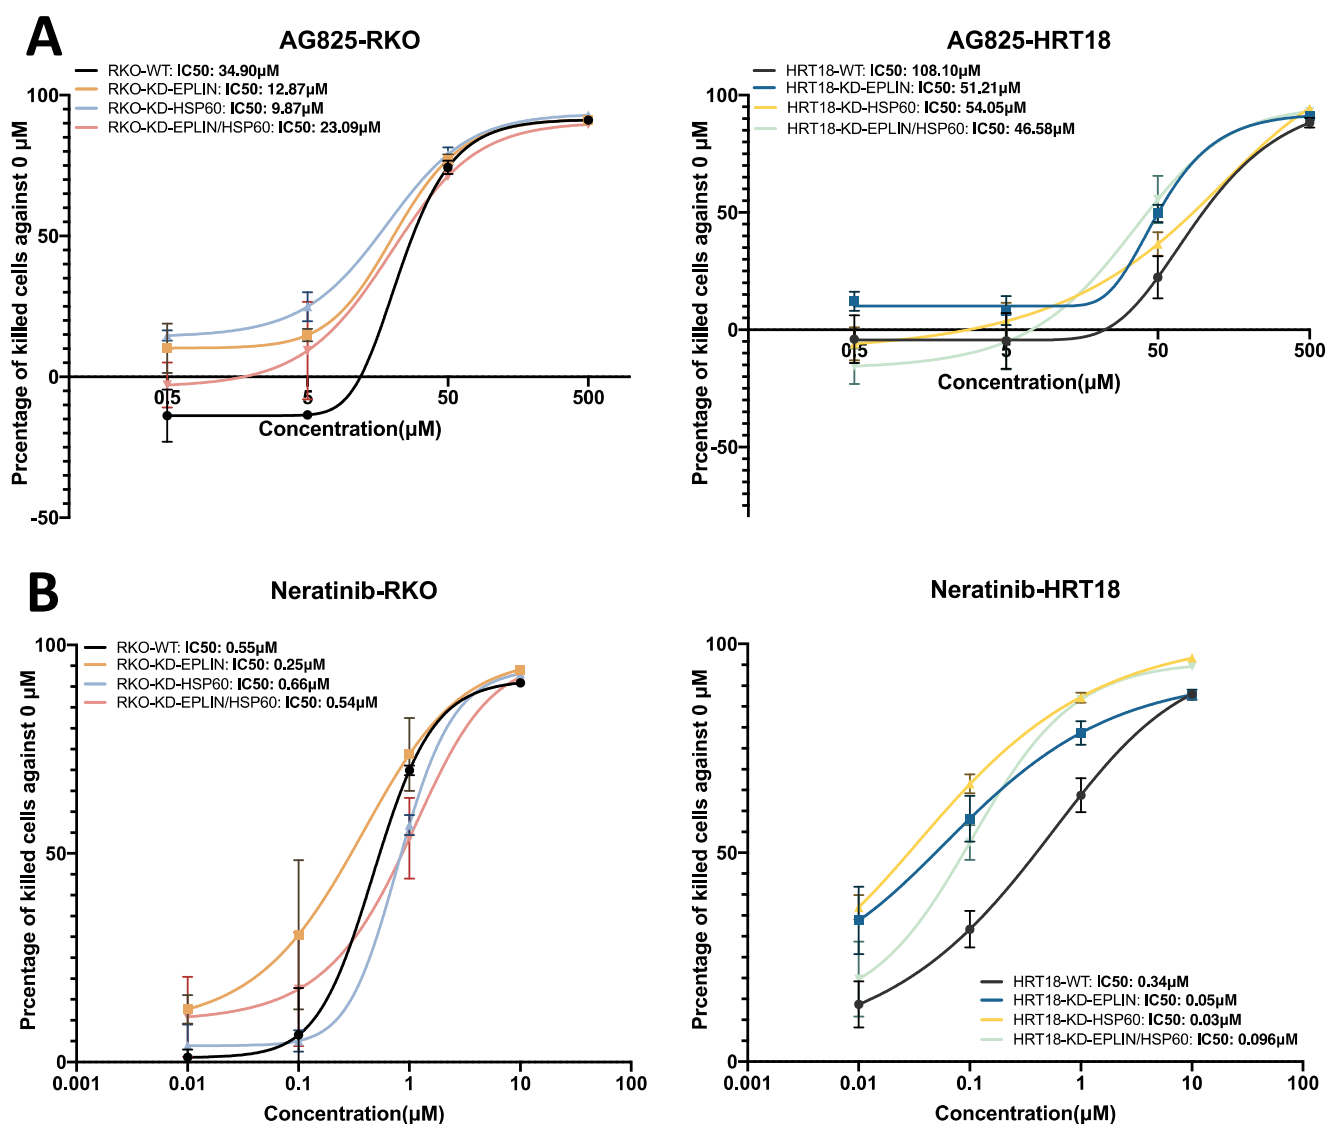 A
AG825-RKO
RKO-WT: IC50: 34.90µM
RKO-KD-EPLIN: IC50: 12.87µM
RKO-KD-HSP60: IC50: 9.87µM
RKO-KD-EPLIN/HSP60: IC50: 23.09µM
Prcentage of killed cells against 0 µM
100
50
0
-50
0.5
5
50
500
Concentration(µM)
AG825-HRT18
HRT18-WT: IC50: 108.10µM
HRT18-KD-EPLIN: IC50: 51,21µM
HRT18-KD-HSP60: IC50: 54.05µM
HRT18-KD-EPLIN/HSP60: IC50: 46.58µM
Prcentage of killed cells against 0 µM
100
50
0
-50
0.5
5
50
500
Concentration(µM)
B
Neratinib-RKO
RKO-WT: IC50: 0.55µM
RKO-KD-EPLIN: IC50: 0.25µM
RKO-KD-HSP60: IC50: 0.66µM
RKO-KD-EPLIN/HSP60: IC50: 0.54µM
Prcentage of killed cells against 0 µM
100
50
0
0.001
0.01
0.1
1
10
100
Concentration(µM)
Neratinib-HRT18
Prcentage of killed cells against 0 µM
100
50
0
HRT18-WT: IC50: 0.34µM
HRT18-KD-EPLIN: IC50: 0.05µM
HRT18-KD-HSP60: IC50: 0.03µM
HRT18-KD-EPLIN/HSP60: IC50: 0.096µM
0.001
0.01
0.1
1
10
100
Concentration(µM)